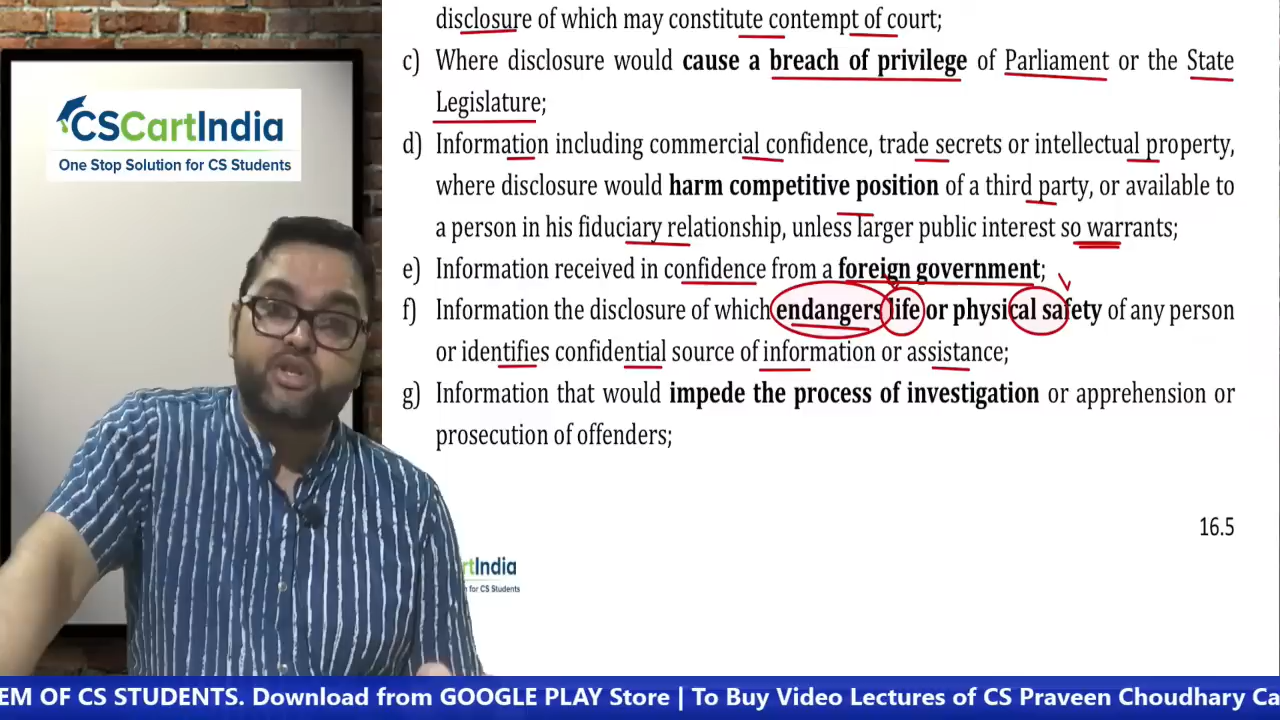 disclosure of which may constitute contempt of court;
c) Where disclosure would cause a breach of privilege of Parliament or the State
Legislature;
d) Information including commercial confidence, trade secrets or intellectual property,
where disclosure would harm competitive position of a third party, or available to
a person in his fiduciary relationship, unless larger public interest so warrants;
e) Information received in confidence from a foreign government;
f) Information the disclosure of which endangers life or physical safety of any person
or identifies confidential source of information or assistance;
g) Information that would impede the process of investigation or apprehension or
prosecution of offenders;
16.5
CSCartIndia
One Stop Solution for CS Students
rtIndia
n for CS Students
EM OF CS STUDENTS. Download from GOOGLE PLAY Store | To Buy Video Lectures of CS Praveen Choudhary Ca